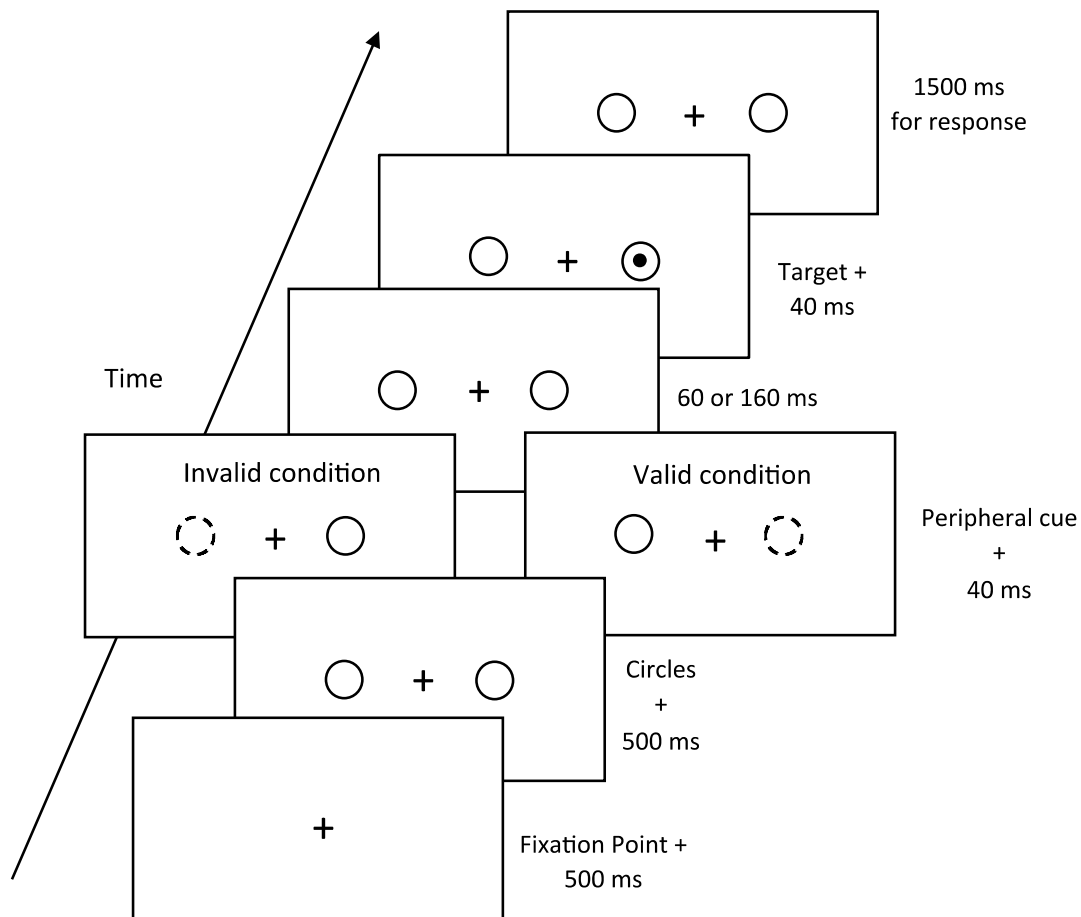 1500 ms
for response
Target +
40 ms
Time
60 or 160 ms
Invalid condition
Valid condition
Peripheral cue
+
40 ms
Circles
+
500 ms
Fixation Point +
500 ms